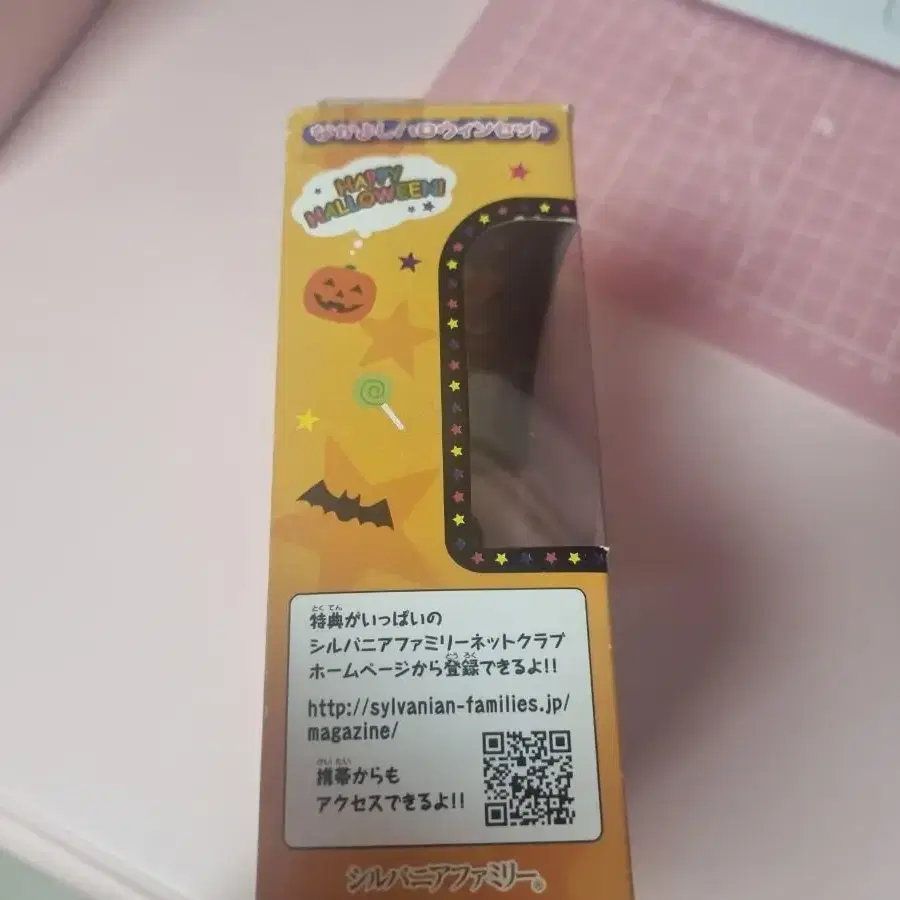 なかよしハロウィンセット
HAPPY
HALLOWEEN!
特典がいっぱいの
シルバニアファミリーネットクラブ
ホームページから登録できるよ!!
http://sylvanian-families.jp/
magazine/
携帯からも
アクセスできるよ!!
シルバニアファミリー®